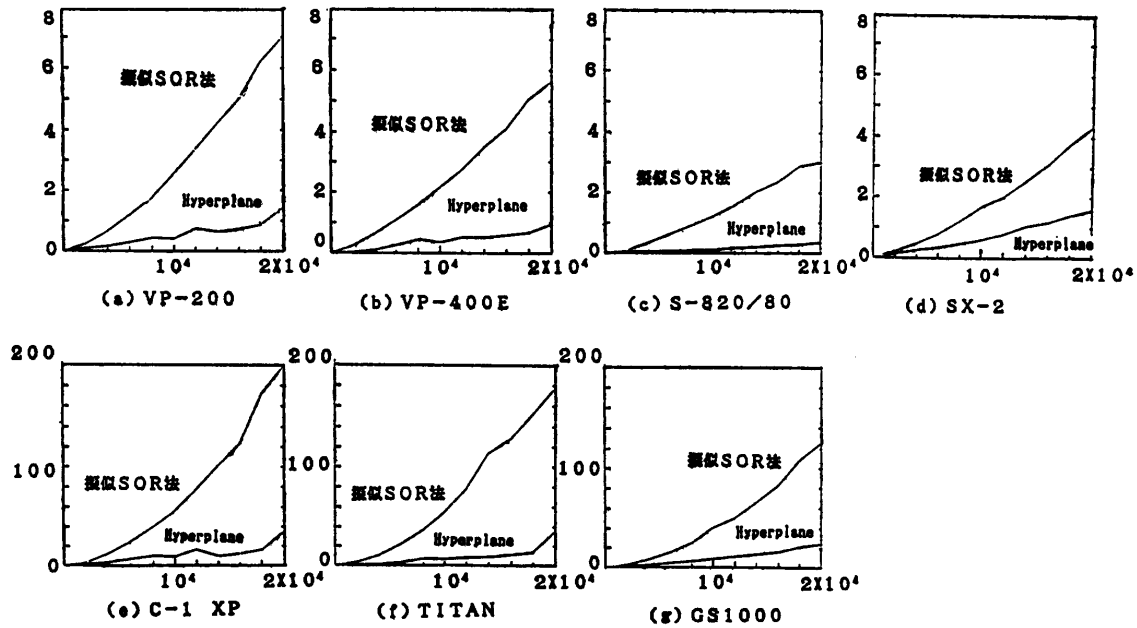 8
6
4
2
0
擬似SOR法
Hyperplane
10⁴
2X10⁴
(a) VP-200
8
6
4
2
0
擬似SOR法
Hyperplane
10⁴
2X10⁴
(b) VP-400E
8
6
4
2
0
擬似SOR法
Hyperplane
10⁴
2X10⁴
(c) S-820/80
8
6
4
2
0
擬似SOR法
Hyperplane
10⁴
2X10⁴
(d) SX-2
200
100
0
擬似SOR法
Hyperplane
10⁴
2X10⁴
(e) C-1 XP
200
100
0
擬似SOR法
Hyperplane
10⁴
2X10⁴
(f) TITAN
200
100
0
擬似SOR法
Hyperplane
10⁴
2X10⁴
(g) GS1000